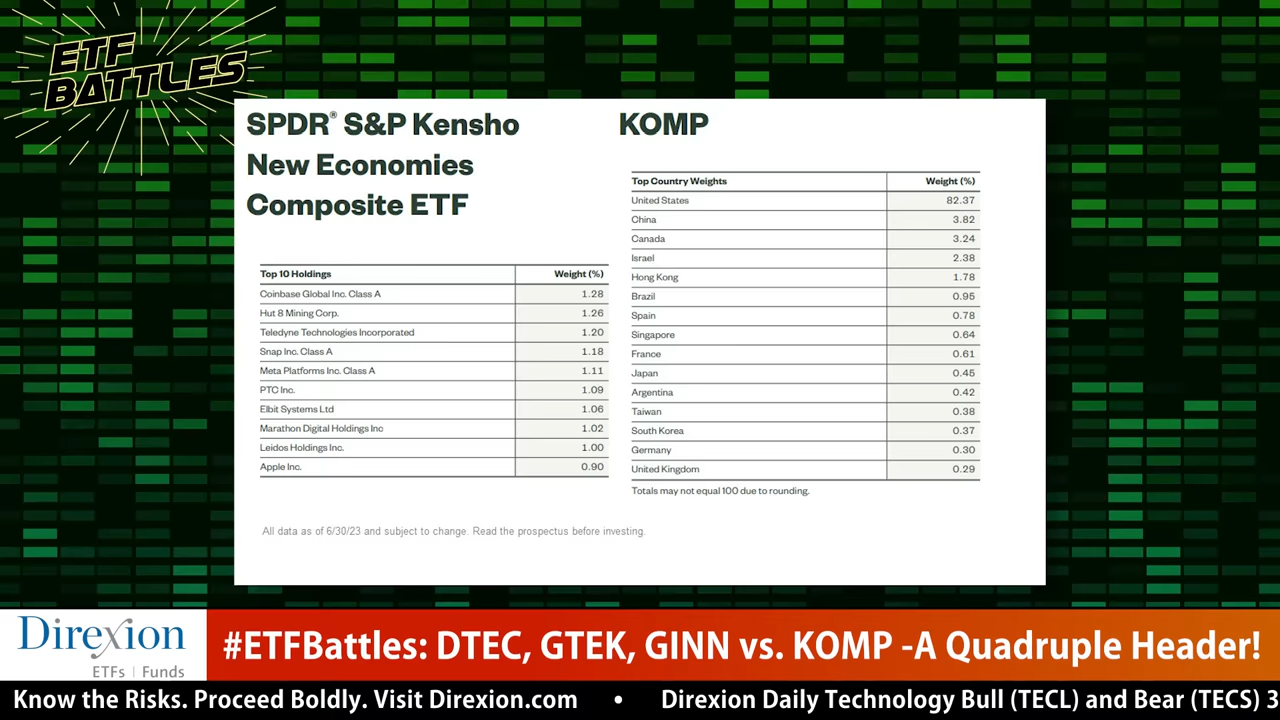 ETF
BATTLES
SPDR® S&P Kensho
New Economies
Composite ETF
KOMP
Top 10 Holdings Weight (%)
Coinbase Global Inc. Class A 1.28
Hut 8 Mining Corp. 1.26
Teledyne Technologies Incorporated 1.20
Snap Inc. Class A 1.18
Meta Platforms Inc. Class A 1.11
PTC Inc. 1.09
Elbit Systems Ltd 1.06
Marathon Digital Holdings Inc 1.02
Leidos Holdings Inc. 1.00
Apple Inc. 0.90
Top Country Weights Weight (%)
United States 82.37
China 3.82
Canada 3.24
Israel 2.38
Hong Kong 1.78
Brazil 0.95
Spain 0.78
Singapore 0.64
France 0.61
Japan 0.45
Argentina 0.42
Taiwan 0.38
South Korea 0.37
Germany 0.30
United Kingdom 0.29
Totals may not equal 100 due to rounding.
All data as of 6/30/23 and subject to change. Read the prospectus before investing.
Direxion
ETFs | Funds
#ETFBattles: DTEC, GTEK, GINN vs. KOMP -A Quadruple Header!
Know the Risks. Proceed Boldly. Visit Direxion.com • Direxion Daily Technology Bull (TECL) and Bear (TECS) 3